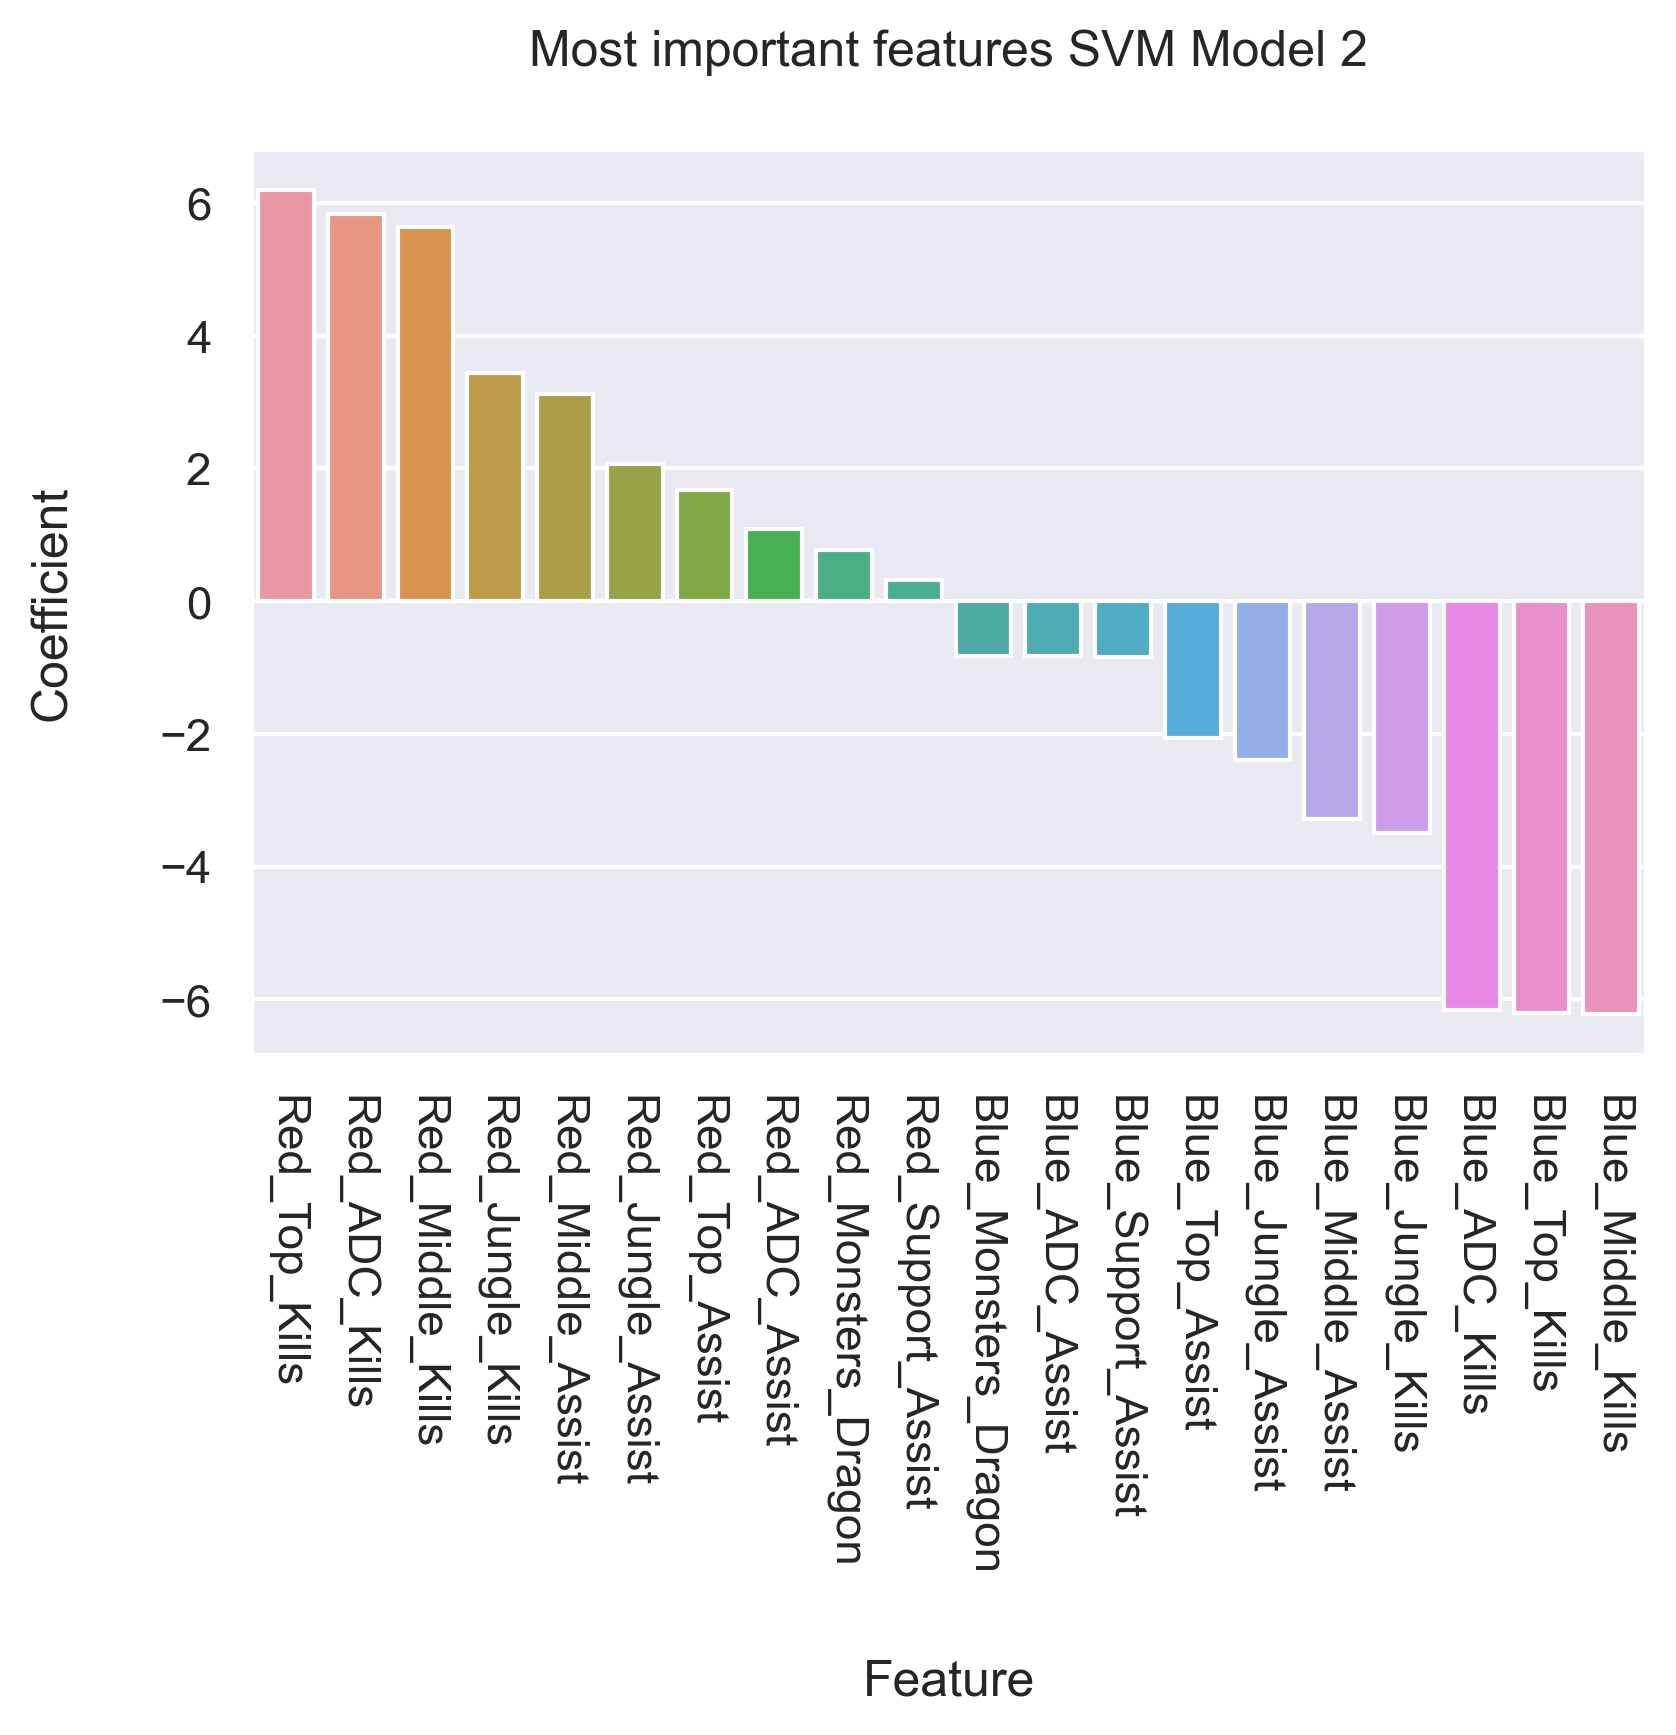 Most important features SVM Model 2
6
4
2
0
−2
−4
−6
Coefficient
Red_Top_Kills
Red_ADC_Kills
Red_Middle_Kills
Red_Jungle_Kills
Red_Middle_Assist
Red_Jungle_Assist
Red_Top_Assist
Red_ADC_Assist
Red_Monsters_Dragon
Red_Support_Assist
Blue_Monsters_Dragon
Blue_ADC_Assist
Blue_Support_Assist
Blue_Top_Assist
Blue_Jungle_Assist
Blue_Middle_Assist
Blue_Jungle_Kills
Blue_ADC_Kills
Blue_Top_Kills
Blue_Middle_Kills
Feature